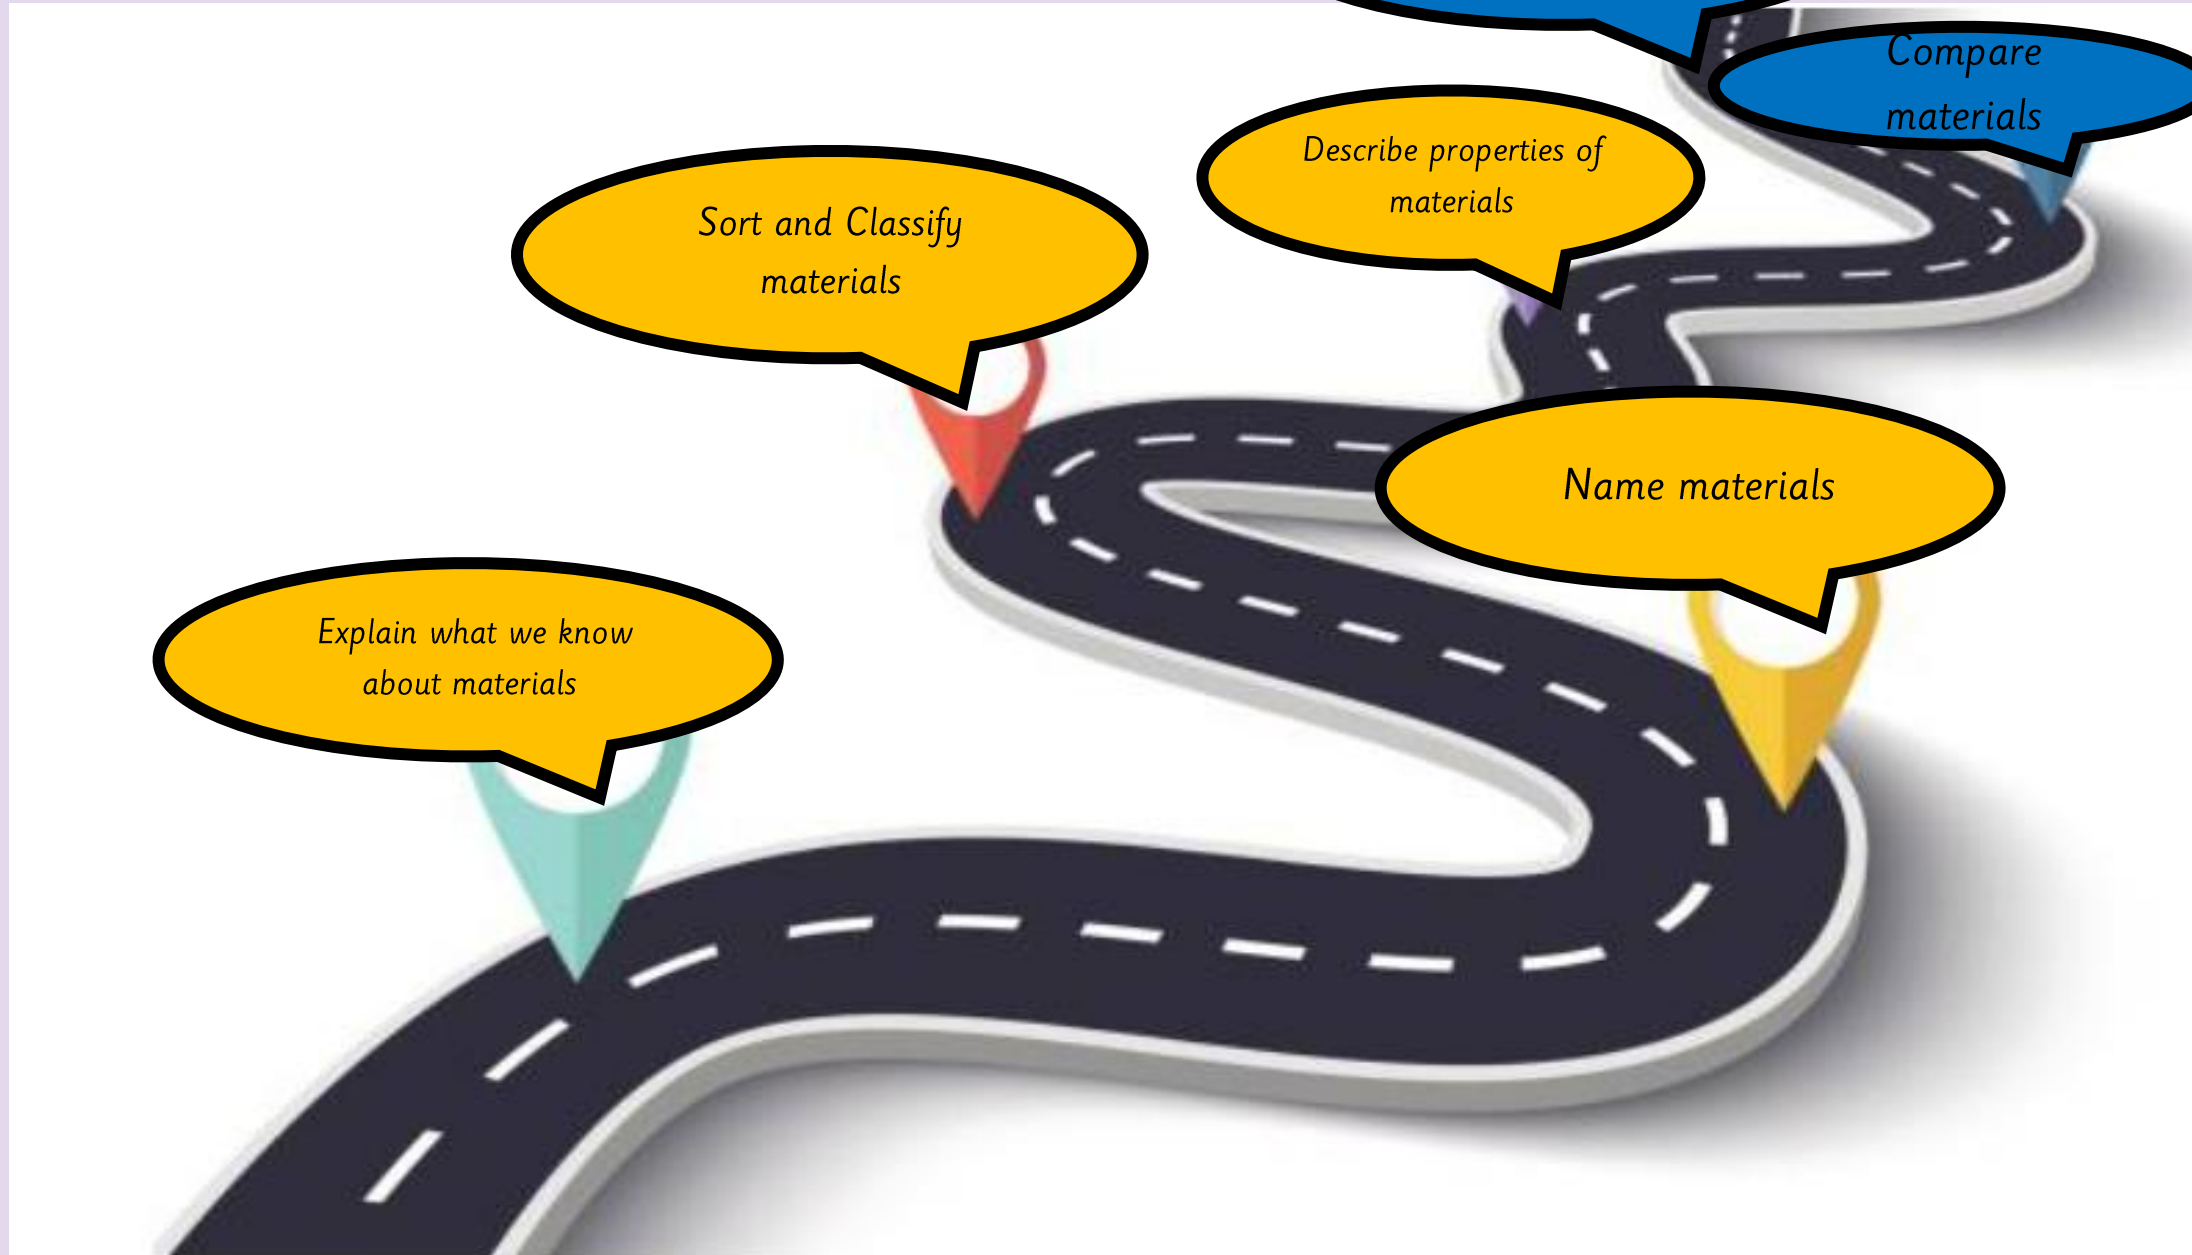 Compare
materials
Describe properties of
materials
Sort and Classify
materials
Name materials
Explain what we know
about materials